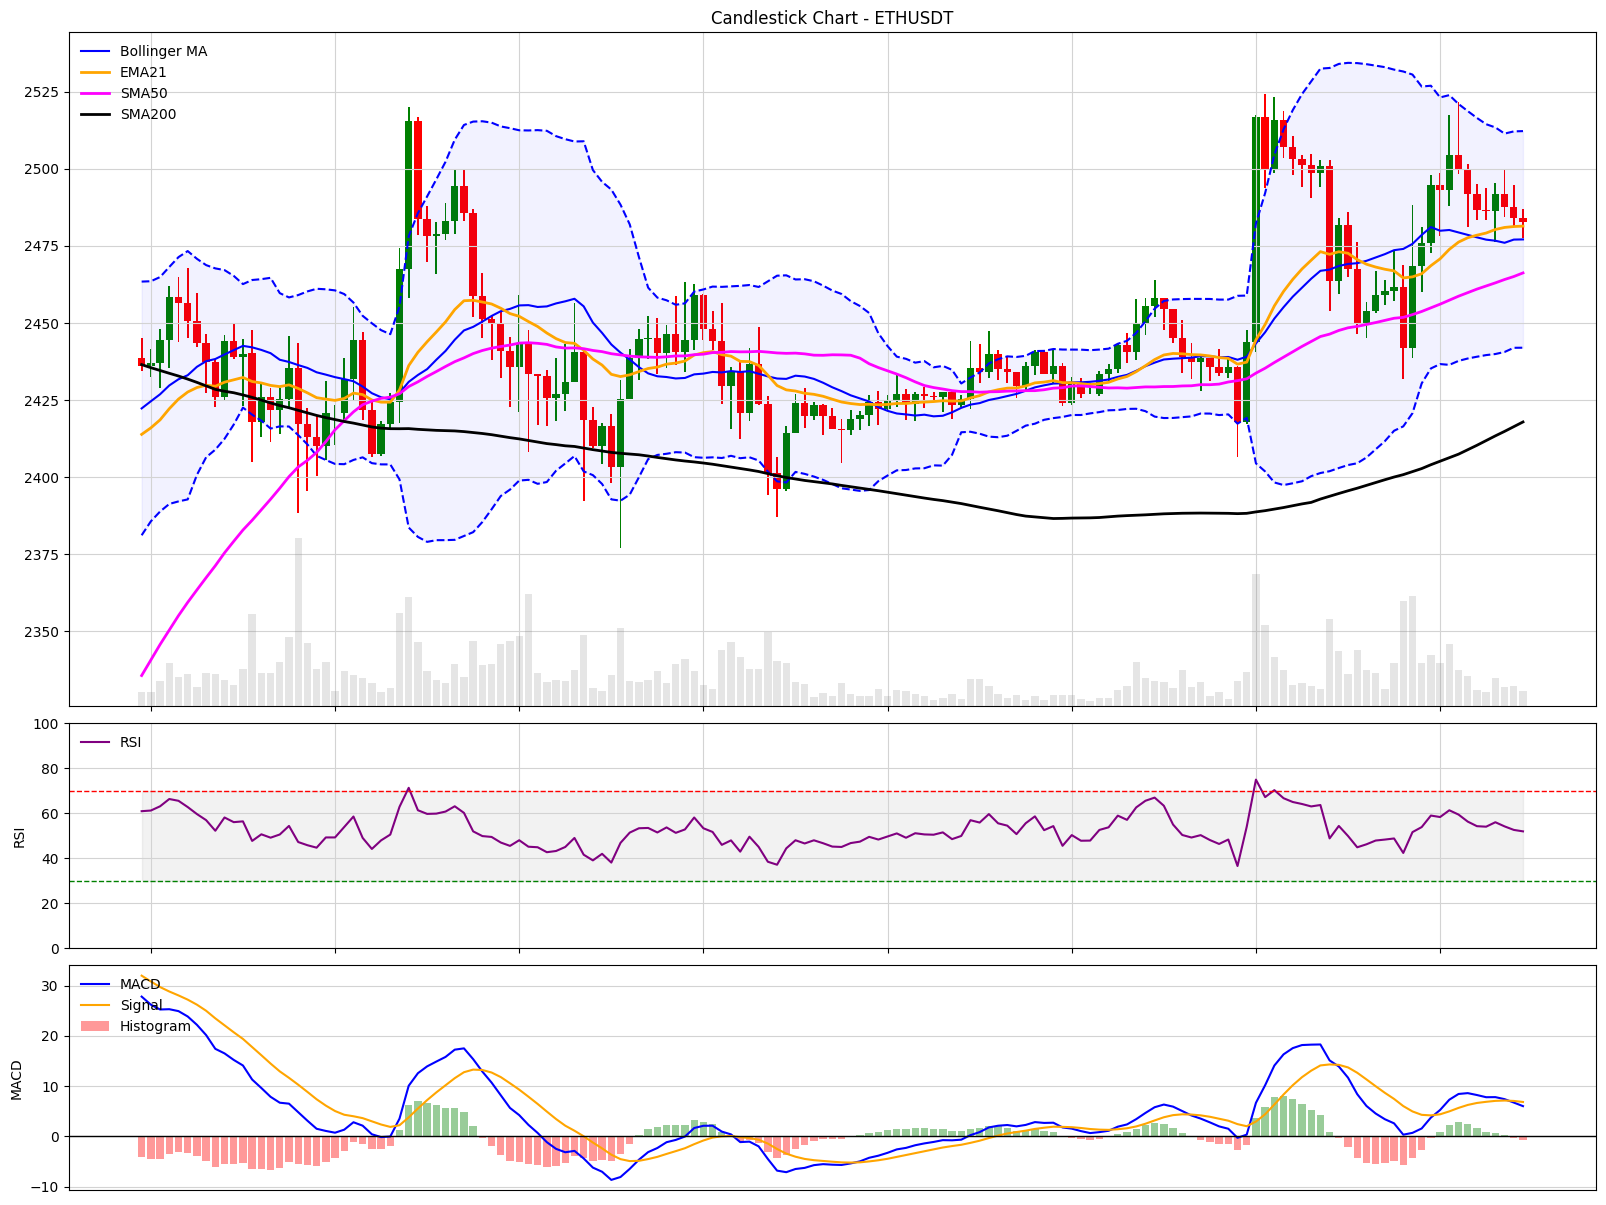 Candlestick Chart - ETHUSDT
Bollinger MA
EMA21
SMA50
SMA200
2525
2500
2475
2450
2425
2400
2375
2350
RSI
100
80
60
40
20
0
RSI
MACD
Signal
Histogram
30
20
10
0
−10
MACD